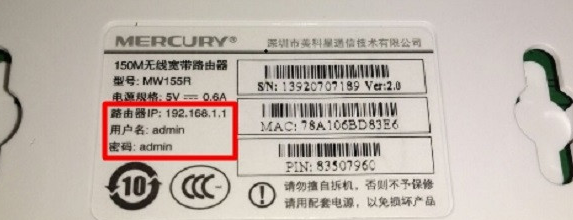 MERCURY® 深圳市美科星通信技术有限公司
150M无线宽带路由器
型号: MW155R
电源规格: 5V ⎓ 0.6A
路由器IP: 192.168.1.1
用户名: admin
密码: admin
S/N: 13920707189 Ver:2.0
MAC: 78A106BD83E6
PIN: 83507960
10
CCC
请勿擅自拆机，否则不予保修
请用配套电源，以免损坏产品